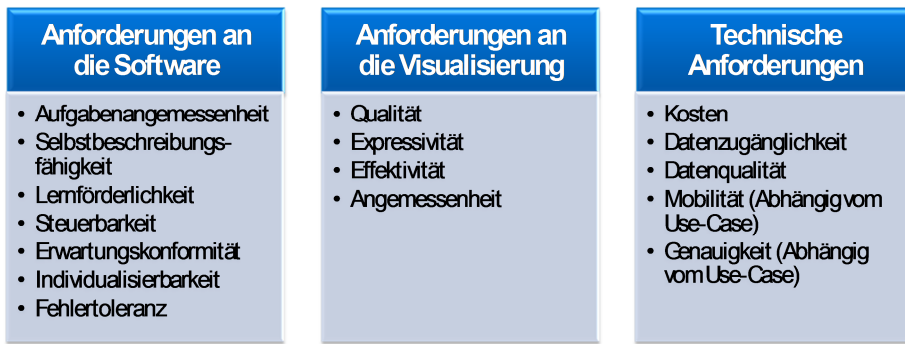 Anforderungen an
die Software
• Aufgabenangemessenheit
• Selbstbeschreibungs-
fähigkeit
• Lernförderlichkeit
• Steuerbarkeit
• Erwartungskonformität
• Individualisierbarkeit
• Fehlertoleranz
Anforderungen an
die Visualisierung
• Qualität
• Expressivität
• Effektivität
• Angemessenheit
Technische
Anforderungen
• Kosten
• Datenzugänglichkeit
• Datenqualität
• Mobilität (Abhängig vom
Use-Case)
• Genauigkeit (Abhängig
vom Use-Case)